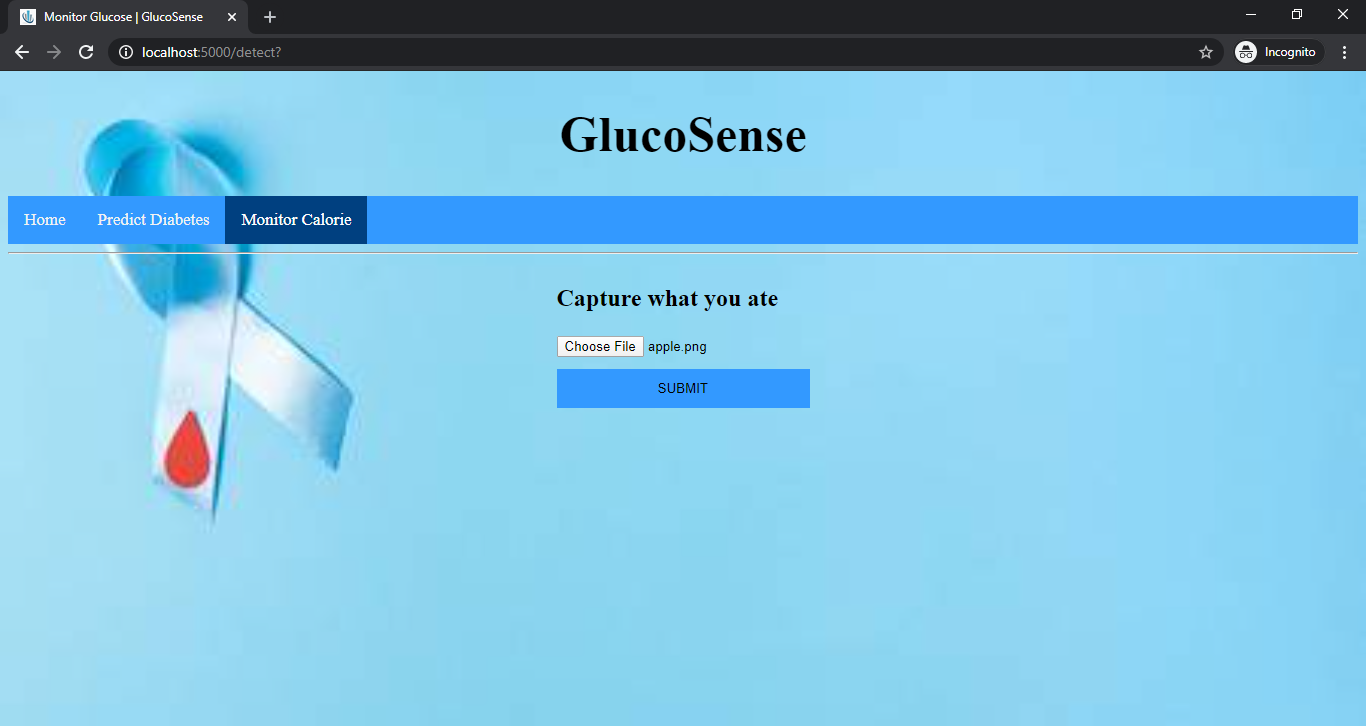 Monitor Glucose | GlucoSense
localhost:5000/detect?
Incognito
GlucoSense
Home Predict Diabetes Monitor Calorie
Capture what you ate
Choose File apple.png
SUBMIT